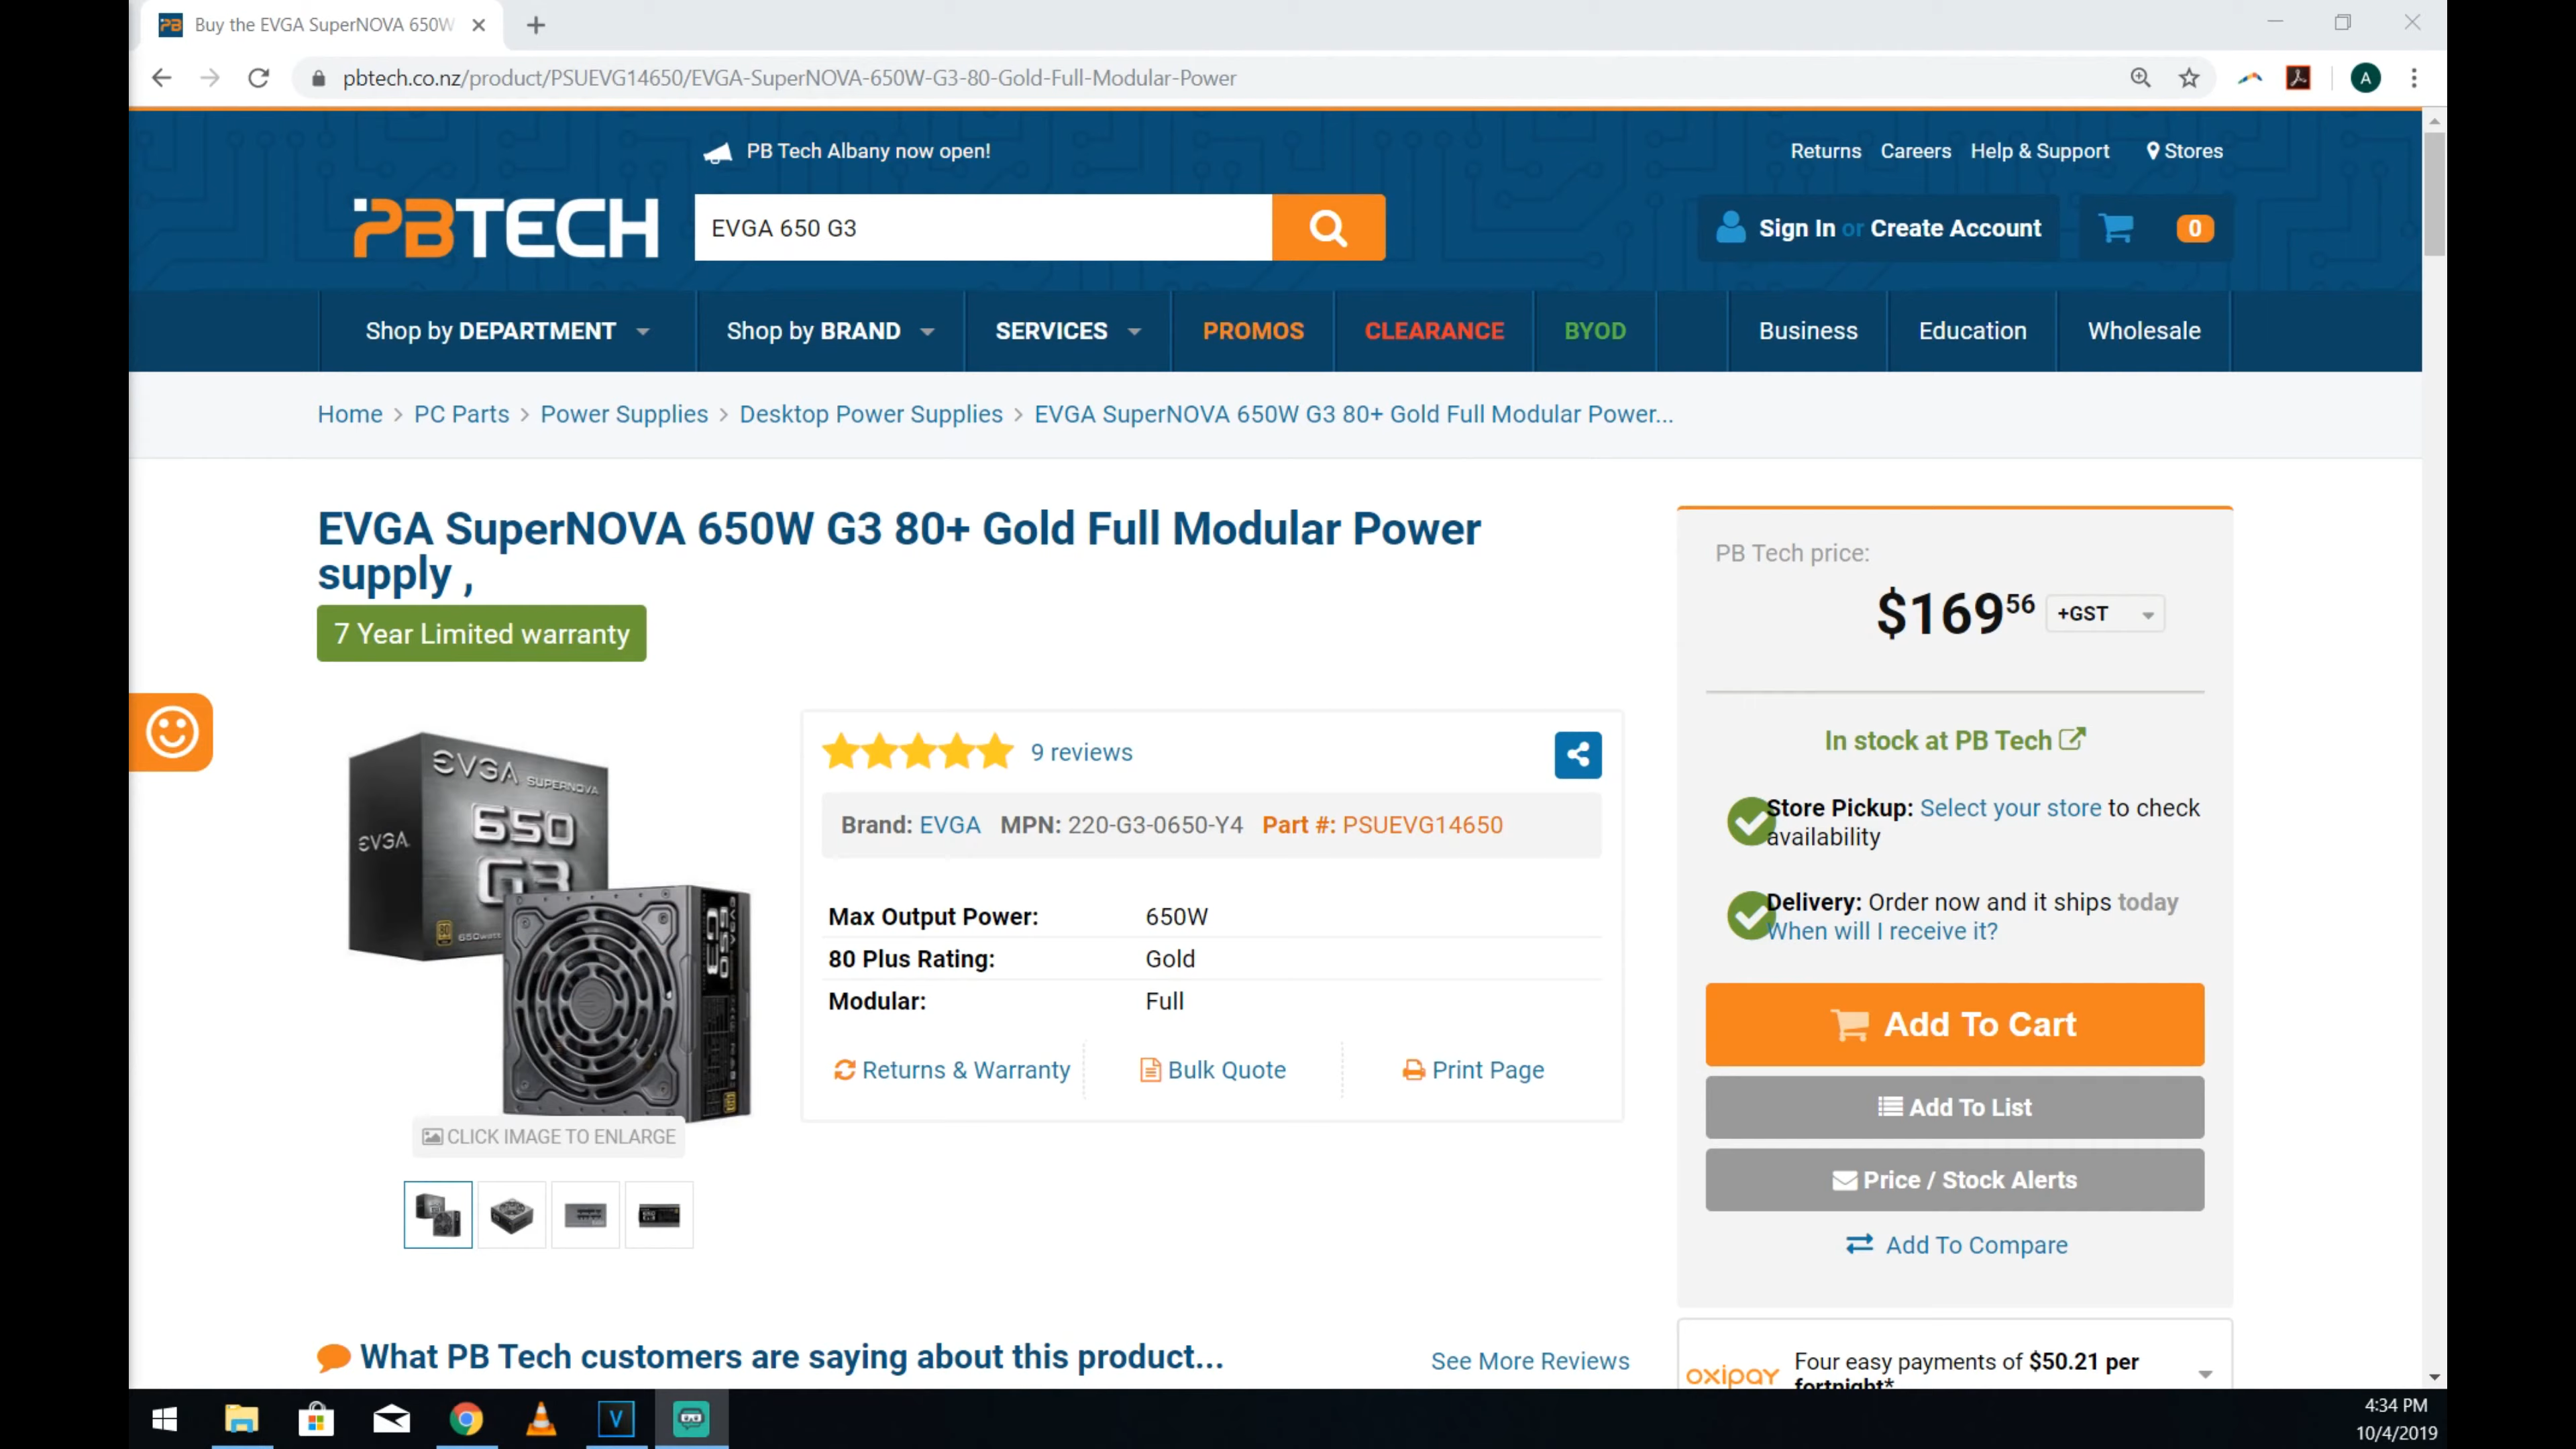 Buy the EVGA SuperNOVA 650W
pbtech.co.nz/product/PSUEVG14650/EVGA-SuperNOVA-650W-G3-80-Gold-Full-Modular-Power
A
PB Tech Albany now open!
Returns Careers Help & Support Stores
PBTECH
EVGA 650 G3
Sign In or Create Account
0
Shop by DEPARTMENT Shop by BRAND SERVICES PROMOS CLEARANCE BYOD Business Education Wholesale
Home > PC Parts > Power Supplies > Desktop Power Supplies > EVGA SuperNOVA 650W G3 80+ Gold Full Modular Power...
EVGA SuperNOVA 650W G3 80+ Gold Full Modular Power
supply ,
7 Year Limited warranty
PB Tech price:
$169 56 +GST
In stock at PB Tech
Store Pickup: Select your store to check
availability
Delivery: Order now and it ships today
When will I receive it?
Add To Cart
Add To List
Price / Stock Alerts
Add To Compare
oxipay
Four easy payments of $50.21 per
fortnight*
EVGA SUPERNOVA
650
G3
EVGA
CLICK IMAGE TO ENLARGE
9 reviews
Brand: EVGA MPN: 220-G3-0650-Y4 Part #: PSUEVG14650
Max Output Power: 650W
80 Plus Rating: Gold
Modular: Full
Returns & Warranty
Bulk Quote
Print Page
What PB Tech customers are saying about this product...
See More Reviews
V
4:34 PM
10/4/2019